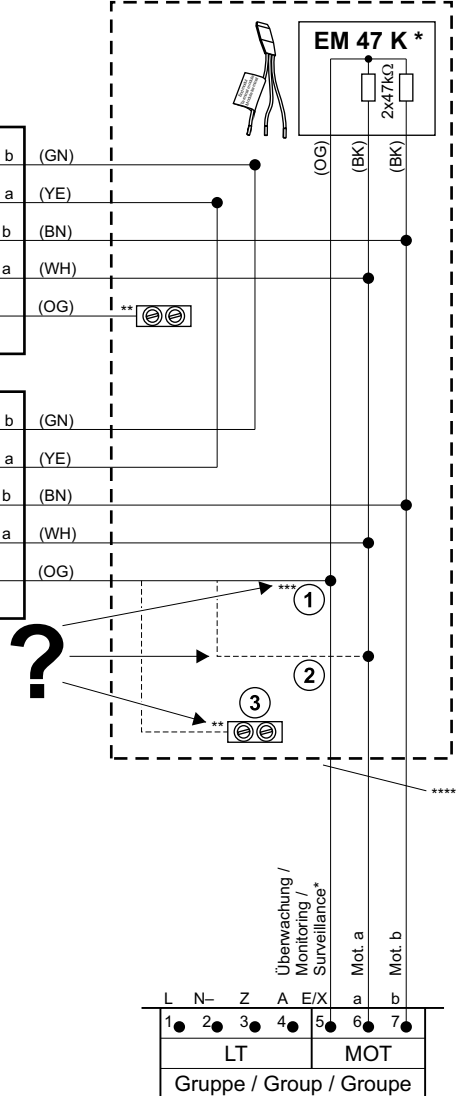 EM 47 K *
2x47kΩ
(OG)
(BK)
(BK)
b (GN)
a (YE)
b (BN)
a (WH)
(OG) **
b (GN)
a (YE)
b (BN)
a (WH)
(OG)
*** 1
?
2
3
**
****
Überwachung /
Monitoring /
Surveillance*
Mot. a
Mot. b
L N– Z A E/X a b
1 2 3 4 5 6 7
LT MOT
Gruppe / Group / Groupe